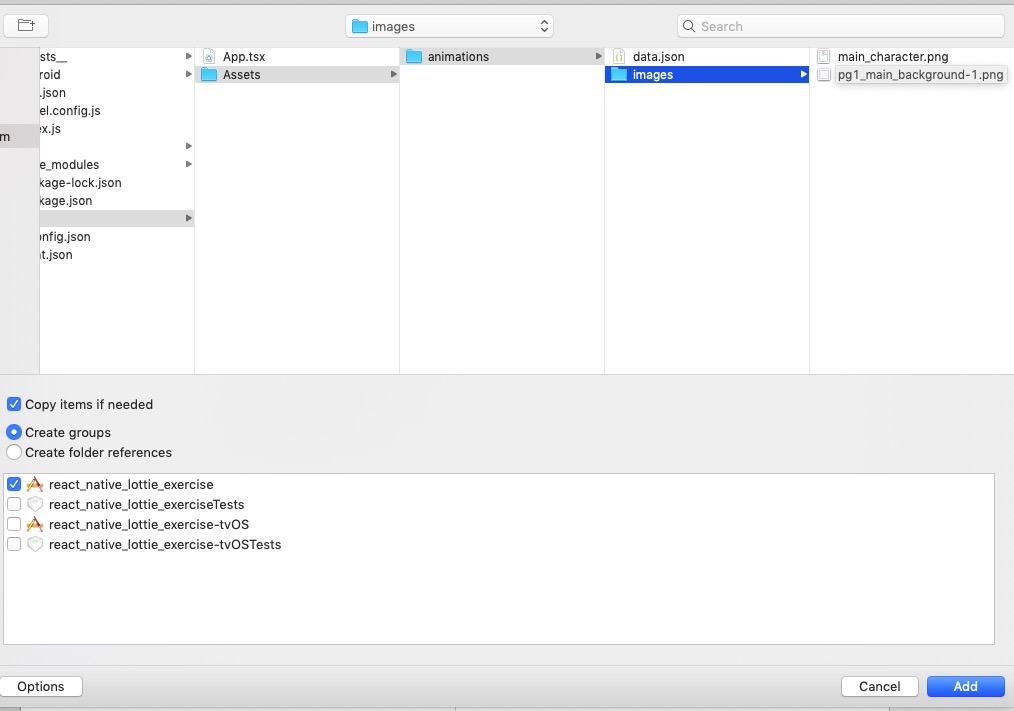 images
Search
sts__
roid
.json
el.config.js
ex.js
m
e_modules
kage-lock.json
kage.json
onfig.json
t.json
App.tsx
Assets
animations
data.json
images
main_character.png
pg1_main_background-1.png
Copy items if needed
Create groups
Create folder references
react_native_lottie_exercise
react_native_lottie_exerciseTests
react_native_lottie_exercise-tvOS
react_native_lottie_exercise-tvOSTests
Options
Cancel
Add